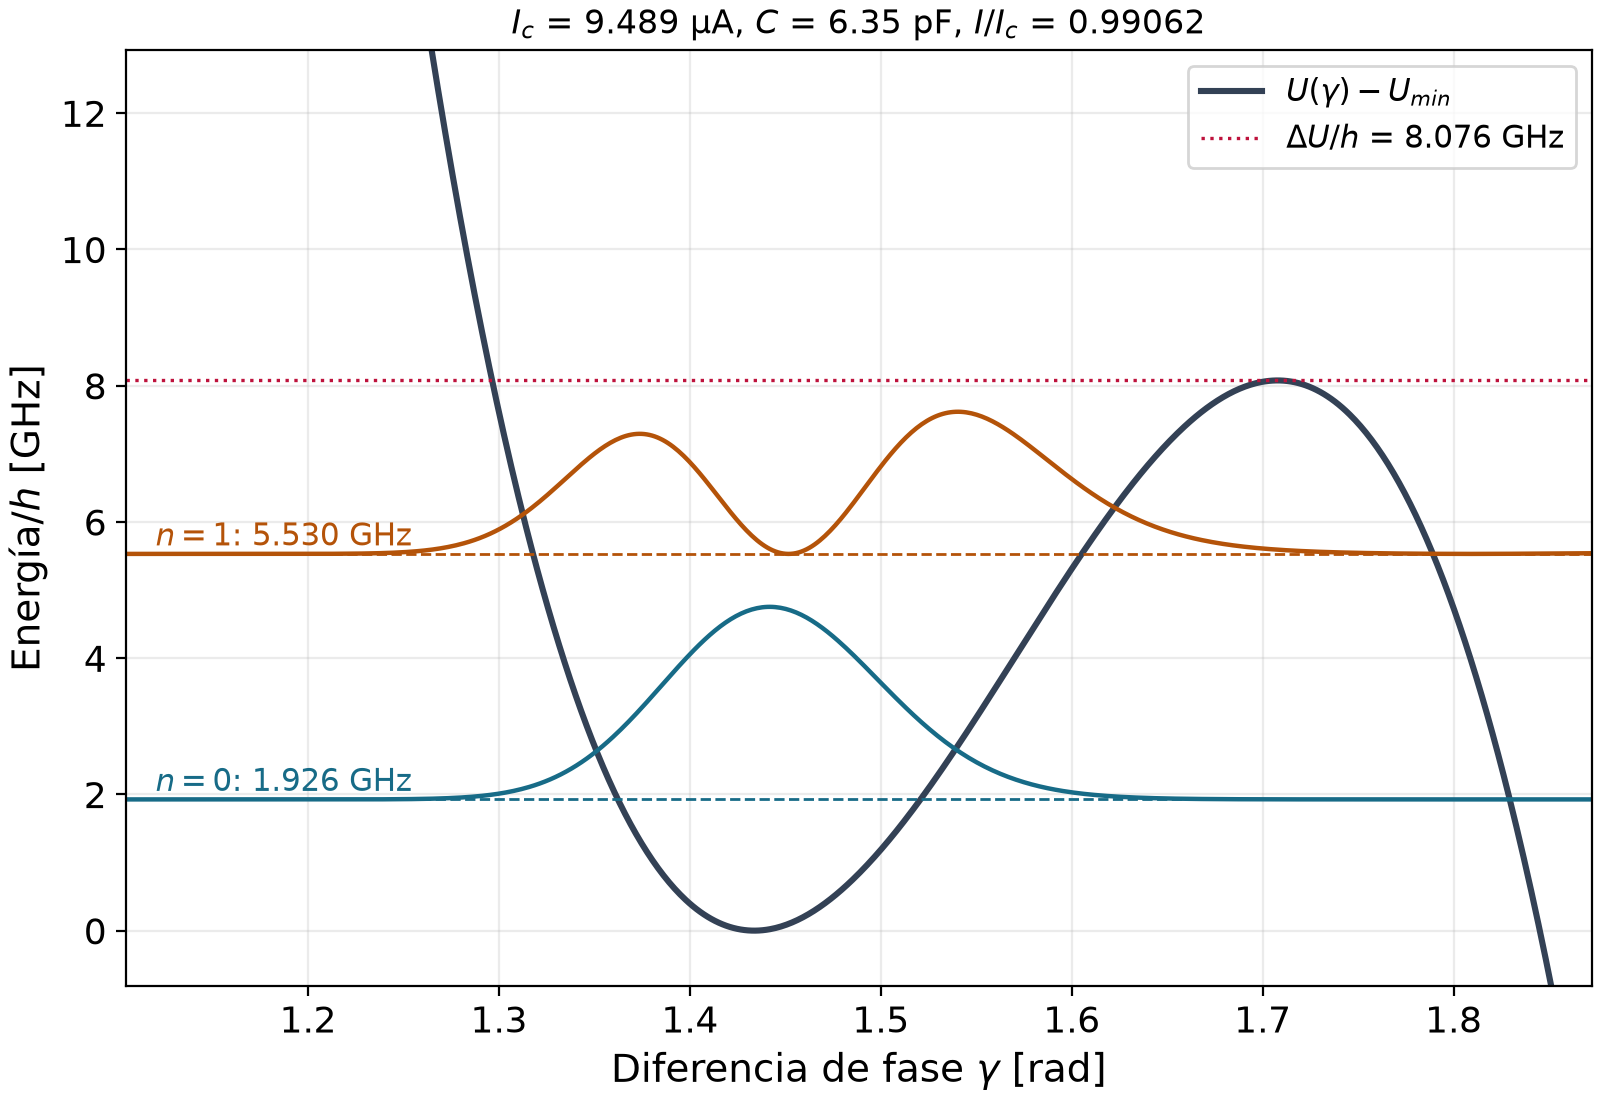 I_c = 9.489 µA, C = 6.35 pF, I/I_c = 0.99062
U(γ) − U_min
ΔU/h = 8.076 GHz
Energía/h [GHz]
12
10
8
6
4
2
0
n = 1: 5.530 GHz
n = 0: 1.926 GHz
1.2 1.3 1.4 1.5 1.6 1.7 1.8
Diferencia de fase γ [rad]